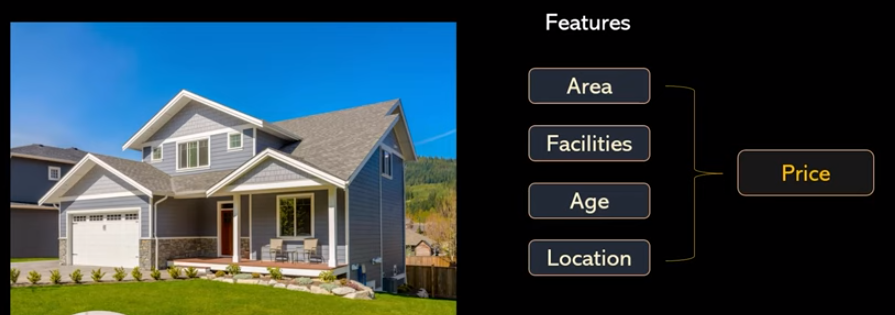 Features
Area
Facilities
Age
Location
Price